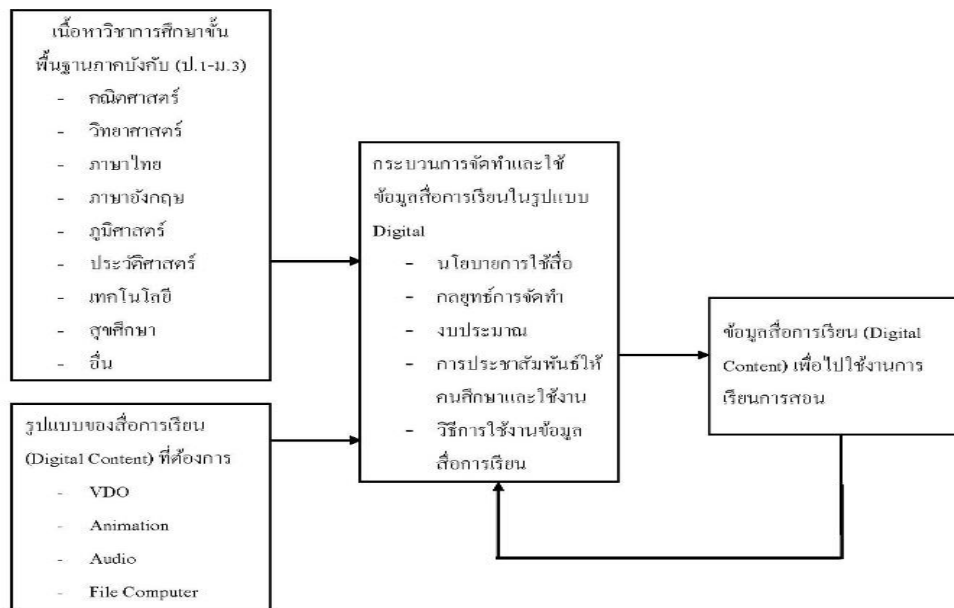 เนื้อหาวิชาการศึกษาขั้น
พื้นฐานภาคบังคับ (ป.1-ม.3)
- คณิตศาสตร์
- วิทยาศาสตร์
- ภาษาไทย
- ภาษาอังกฤษ
- ภูมิศาสตร์
- ประวัติศาสตร์
- เทคโนโลยี
- สุขศึกษา
- อื่น
รูปแบบของสื่อการเรียน
(Digital Content) ที่ต้องการ
- VDO
- Animation
- Audio
- File Computer
กระบวนการจัดทำและใช้
ข้อมูลสื่อการเรียนในรูปแบบ
Digital
- นโยบายการใช้สื่อ
- กลยุทธ์การจัดทำ
- งบประมาณ
- การประชาสัมพันธ์ให้
คนศึกษาและใช้งาน
- วิธีการใช้งานข้อมูล
สื่อการเรียน
ข้อมูลสื่อการเรียน (Digital
Content) เพื่อไปใช้งานการ
เรียนการสอน